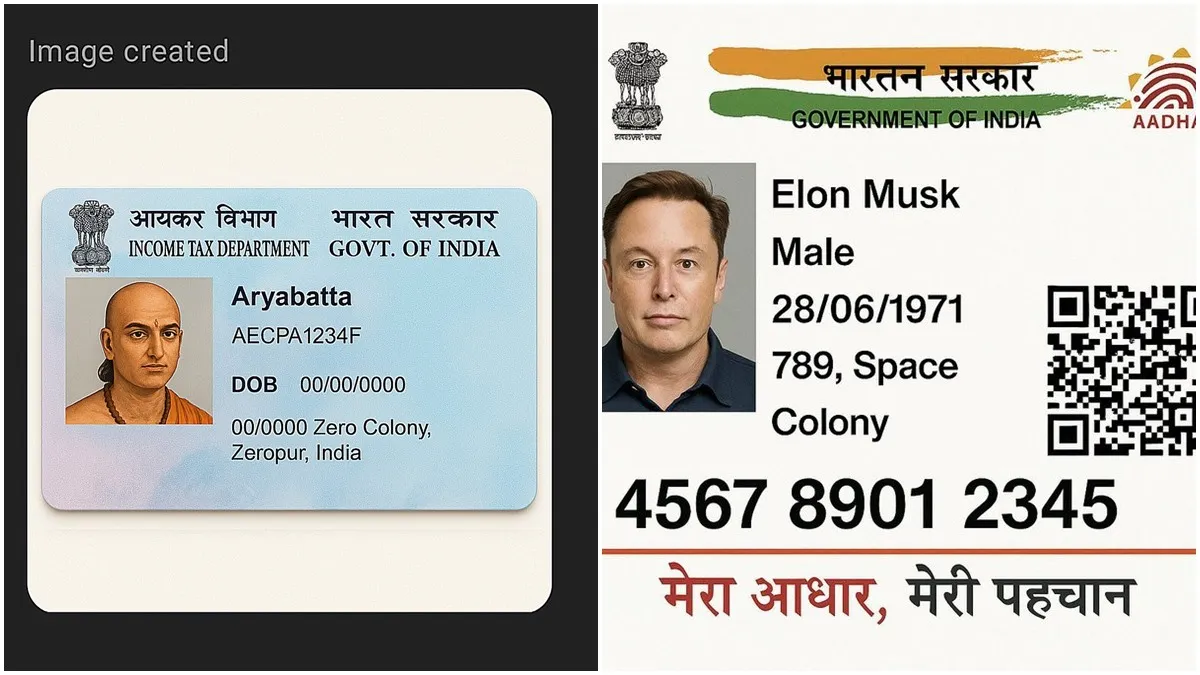 Image created
आयकर विभाग भारत सरकार
INCOME TAX DEPARTMENT GOVT. OF INDIA
Aryabatta
AECPA1234F
DOB 00/00/0000
00/0000 Zero Colony,
Zeropur, India
भारतन सरकार
GOVERNMENT OF INDIA
AADHA
Elon Musk
Male
28/06/1971
789, Space
Colony
4567 8901 2345
मेरा आधार, मेरी पहचान